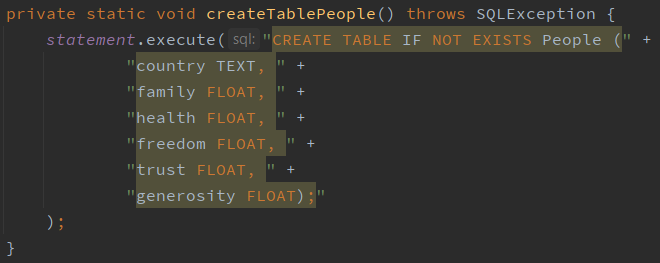 private static void createTablePeople() throws SQLException {
    statement.execute( sql: "CREATE TABLE IF NOT EXISTS People (" +
            "country TEXT, " +
            "family FLOAT, " +
            "health FLOAT, " +
            "freedom FLOAT, " +
            "trust FLOAT, " +
            "generosity FLOAT);"
    );
}